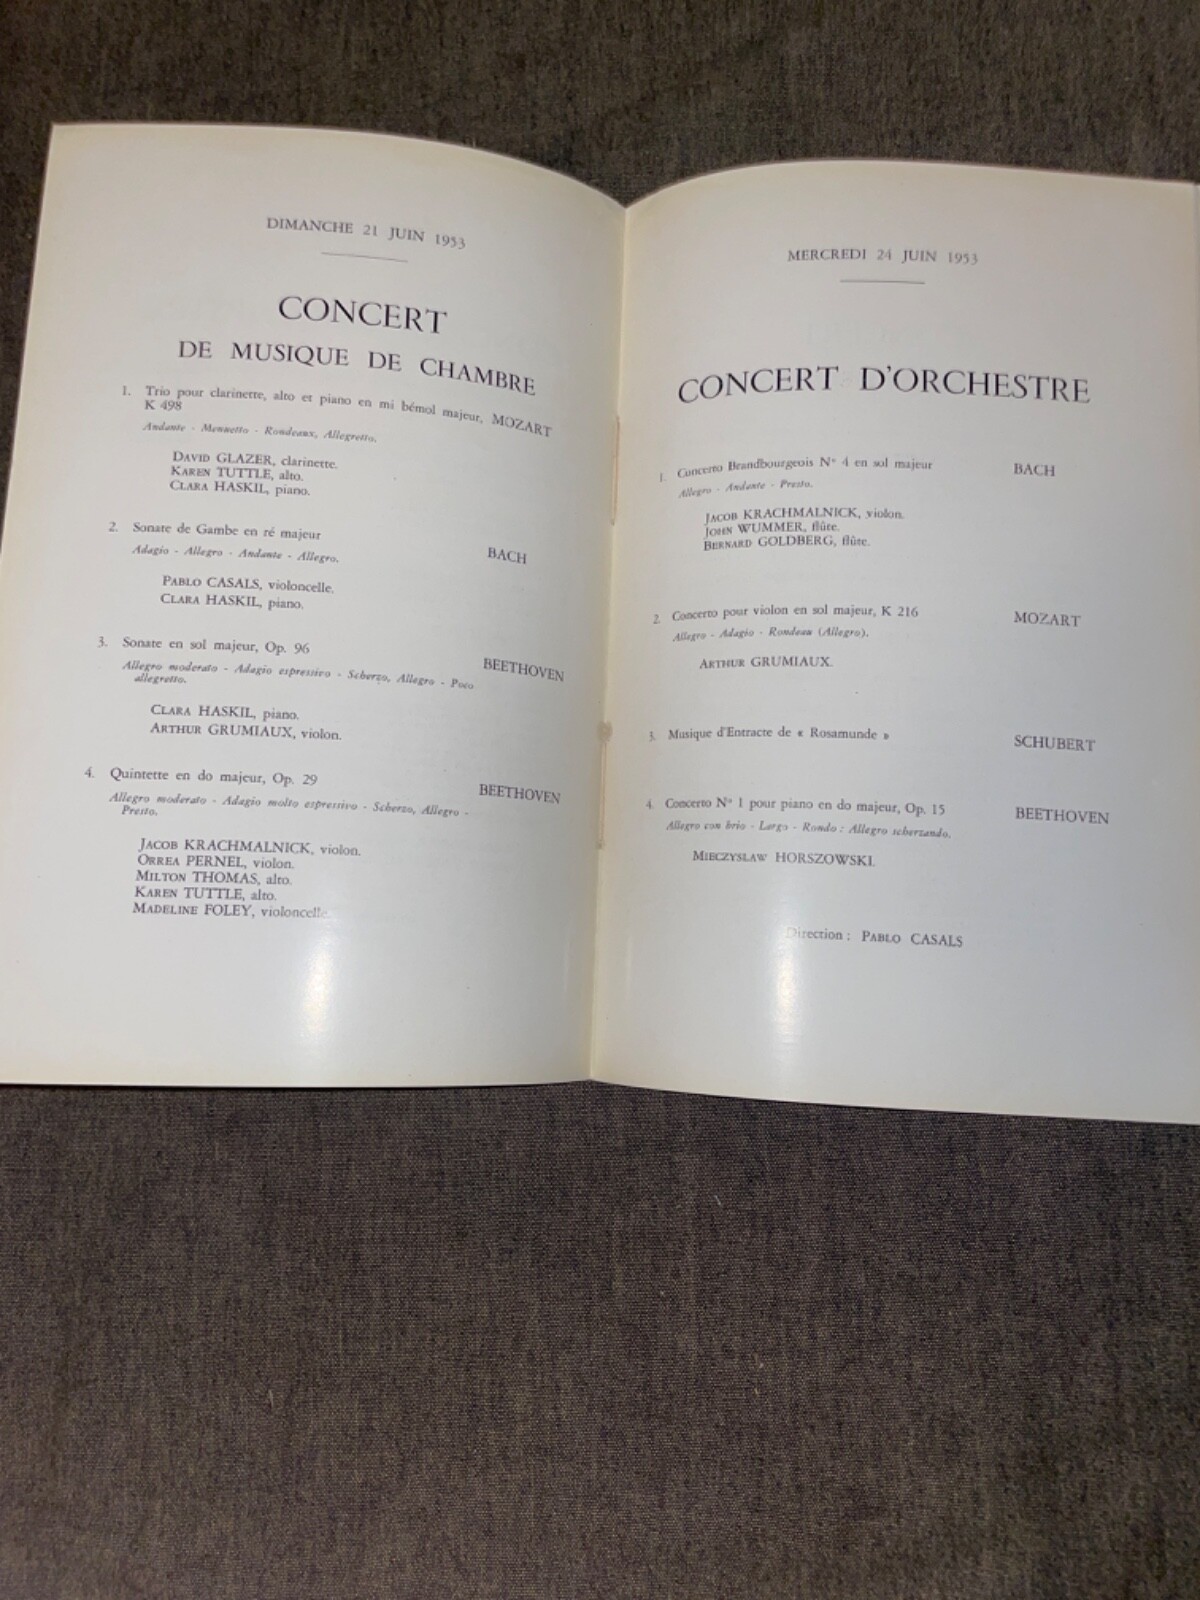 DIMANCHE 21 JUIN 1953
CONCERT
DE MUSIQUE DE CHAMBRE
1. Trio pour clarinette, alto et piano en mi bémol majeur, MOZART
K 498
Andante - Mennetto - Rondeaux, Allegretto.
DAVID GLAZER, clarinette.
KAREN TUTTLE, alto.
CLARA HASKIL, piano.
2. Sonate de Gambe en ré majeur BACH
Adagio - Allegro - Andante - Allegro.
PABLO CASALS, violoncelle.
CLARA HASKIL, piano.
3. Sonate en sol majeur, Op. 96 BEETHOVEN
Allegro moderato - Adagio espressivo - Scherzo, Allegro - Poco
allegretto.
CLARA HASKIL, piano.
ARTHUR GRUMIAUX, violon.
4. Quintette en do majeur, Op. 29 BEETHOVEN
Allegro moderato - Adagio molto espressivo - Scherzo, Allegro -
Presto.
JACOB KRACHMALNICK, violon.
ORREA PERNEL, violon.
MILTON THOMAS, alto.
KAREN TUTTLE, alto.
MADELINE FOLEY, violoncelle.
MERCREDI 24 JUIN 1953
CONCERT D'ORCHESTRE
1. Concerto Brandbourgeois N° 4 en sol majeur BACH
Allegro - Andante - Presto.
JACOB KRACHMALNICK, violon.
JOHN WUMMER, flûte.
BERNARD GOLDBERG, flûte.
2. Concerto pour violon en sol majeur, K 216 MOZART
Allegro - Adagio - Rondeau (Allegro).
ARTHUR GRUMIAUX.
3. Musique d'Entracte de « Rosamunde » SCHUBERT
4. Concerto N° 1 pour piano en do majeur, Op. 15 BEETHOVEN
Allegro con brio - Largo - Rondo : Allegro scherzando.
MIECZYSLAW HORSZOWSKI.
Direction : PABLO CASALS